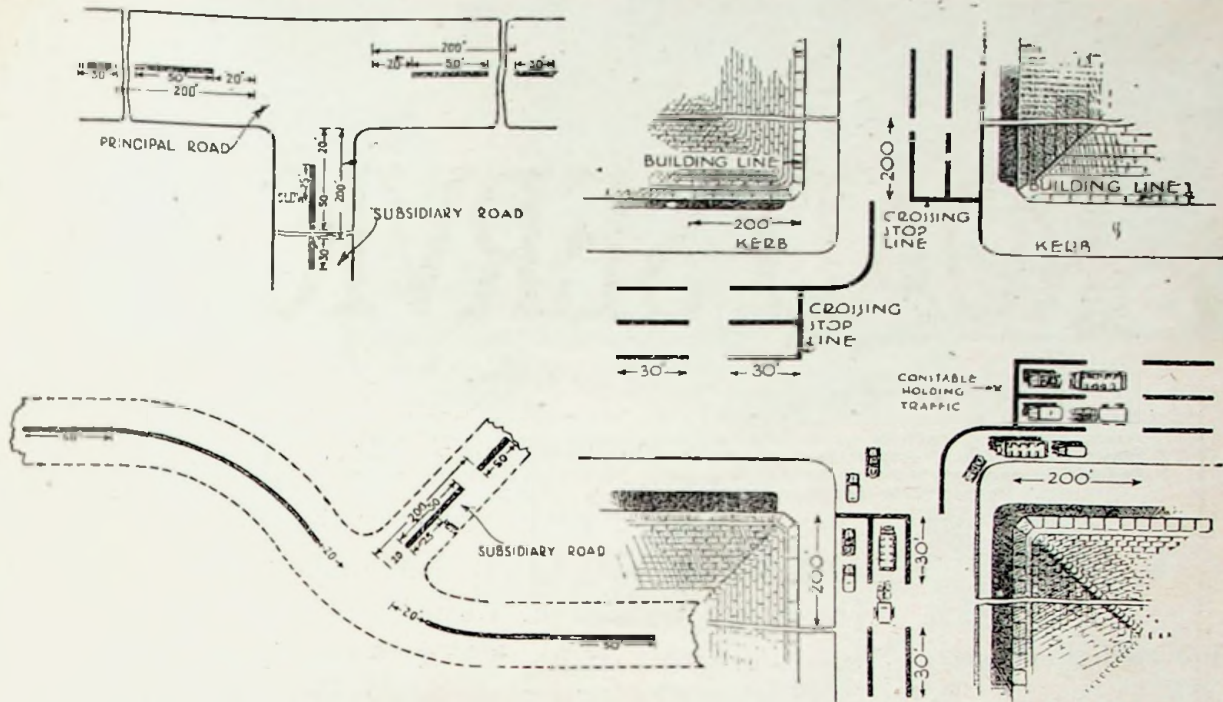 200'
20'
50'
30'
30'
50'
20'
200'
PRINCIPAL ROAD
20'
200'
50
30'
SUBSIDIARY ROAD
BUILDING LINE
200'
KERB
200
CROSSING
STOP
LINE
BUILDING LINE
KERB
CROSSING
STOP
LINE
30'
30'
CONSTABLE
HOLDING
TRAFFIC
200'
50'
20'
200'
50
50'
20
25
SUBSIDIARY ROAD
20'
50'
200
30'
30'